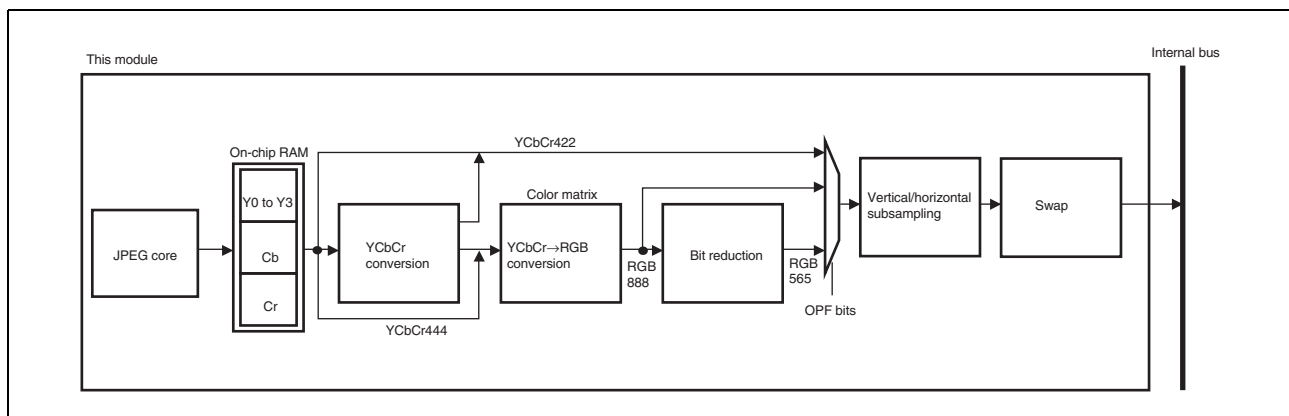 This module
Internal bus
On-chip RAM
YCbCr422
Y0 to Y3
Cb
Cr
JPEG core
YCbCr
conversion
YCbCr444
Color matrix
YCbCr→RGB
conversion
RGB
888
Bit reduction
RGB
565
OPF bits
Vertical/horizontal
subsampling
Swap